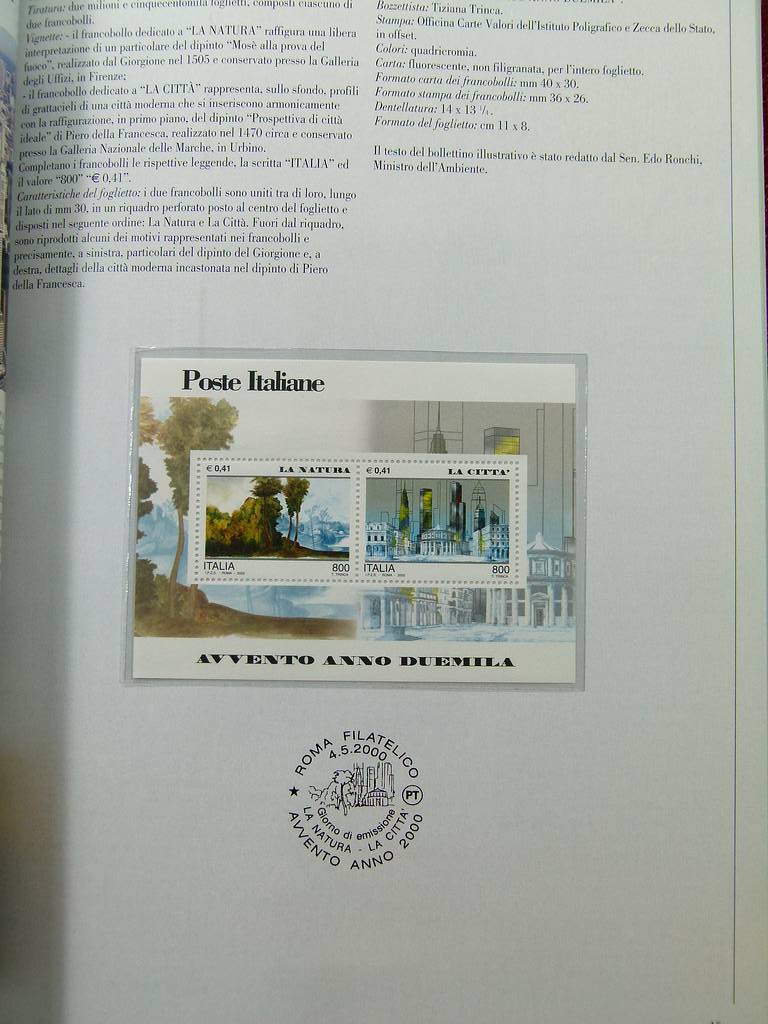 Tiratura: due milioni e cinquecentomila foglietti, composti ciascuno di
due francobolli.
Vignette: - il francobollo dedicato a “LA NATURA” raffigura una libera
interpretazione di un particolare del dipinto “Mosè alla prova del
fuoco”, realizzato dal Giorgione nel 1505 e conservato presso la Galleria
degli Uffizi, in Firenze;
- il francobollo dedicato a “LA CITTÀ” rappresenta, sullo sfondo, profili
di grattacieli di una città moderna che si inseriscono armonicamente
con la raffigurazione, in primo piano, del dipinto “Prospettiva di città
ideale” di Piero della Francesca, realizzato nel 1470 circa e conservato
presso la Galleria Nazionale delle Marche, in Urbino.
Completano i francobolli le rispettive leggende, la scritta “ITALIA” ed
il valore “800” “€ 0,41”.
Caratteristiche del foglietto: i due francobolli sono uniti tra di loro, lungo
il lato di mm 30, in un riquadro perforato posto al centro del foglietto e
disposti nel seguente ordine: La Natura e La Città. Fuori dal riquadro,
sono riprodotti alcuni dei motivi rappresentati nei francobolli e
precisamente, a sinistra, particolari del dipinto del Giorgione e, a
destra, dettagli della città moderna incastonata nel dipinto di Piero
della Francesca.
Bozzettista: Tiziana Trinca.
Stampa: Officina Carte Valori dell'Istituto Poligrafico e Zecca dello Stato,
in offset.
Colori: quadricromia.
Carta: fluorescente, non filigranata, per l'intero foglietto.
Formato carta dei francobolli: mm 40 x 30.
Formato stampa dei francobolli: mm 36 x 26.
Dentellatura: 14 x 13 ¼.
Formato del foglietto: cm 11 x 8.
Il testo del bollettino illustrativo è stato redatto dal Sen. Edo Ronchi,
Ministro dell'Ambiente.
Poste Italiane
€ 0,41 LA NATURA
ITALIA 800
I.P.Z.S. - ROMA - 2000 T. TRINCA
€ 0,41 LA CITTA'
ITALIA 800
I.P.Z.S. - ROMA - 2000 T. TRINCA
AVVENTO ANNO DUEMILA
ROMA FILATELICO
4.5.2000
PT
Giorno di emissione
LA NATURA - LA CITTA'
AVVENTO ANNO 2000